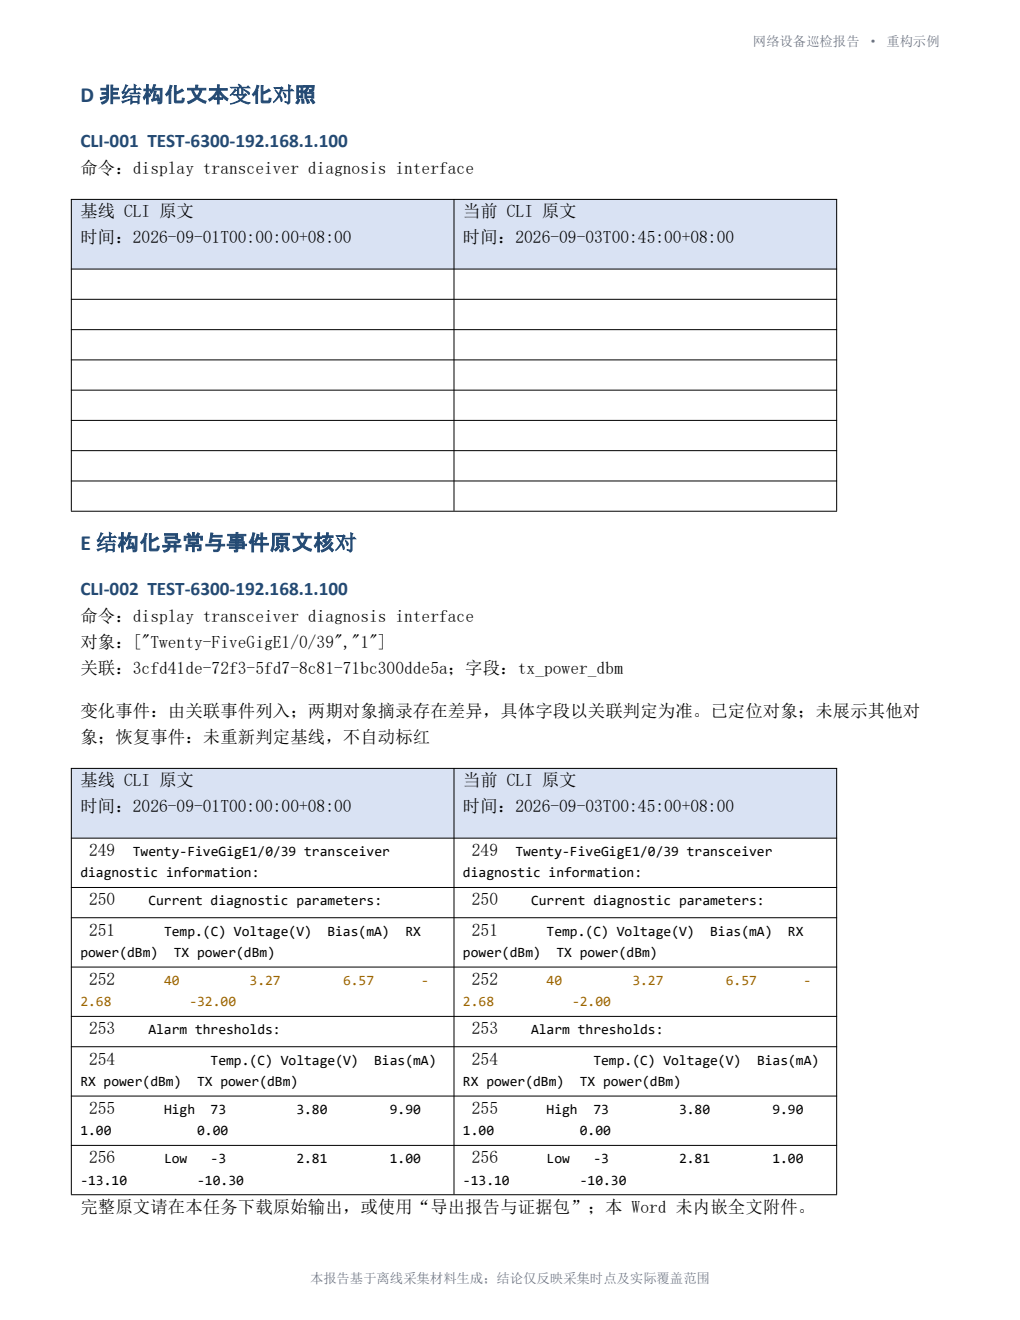 网络设备巡检报告 · 重构示例
D 非结构化文本变化对照
CLI-001 TEST-6300-192.168.1.100
命令：display transceiver diagnosis interface
基线 CLI 原文
时间：2026-09-01T00:00:00+08:00
当前 CLI 原文
时间：2026-09-03T00:45:00+08:00
E 结构化异常与事件原文核对
CLI-002 TEST-6300-192.168.1.100
命令：display transceiver diagnosis interface
对象：["Twenty-FiveGigE1/0/39","1"]
关联：3cfd41de-72f3-5fd7-8c81-71bc300dde5a；字段：tx_power_dbm
变化事件：由关联事件列入；两期对象摘录存在差异，具体字段以关联判定为准。已定位对象；未展示其他对
象；恢复事件：未重新判定基线，不自动标红
基线 CLI 原文
时间：2026-09-01T00:00:00+08:00
当前 CLI 原文
时间：2026-09-03T00:45:00+08:00
249 Twenty-FiveGigE1/0/39 transceiver
diagnostic information:
249 Twenty-FiveGigE1/0/39 transceiver
diagnostic information:
250 Current diagnostic parameters:
250 Current diagnostic parameters:
251 Temp.(C) Voltage(V) Bias(mA) RX
power(dBm) TX power(dBm)
251 Temp.(C) Voltage(V) Bias(mA) RX
power(dBm) TX power(dBm)
252 40 3.27 6.57 -
2.68 -32.00
252 40 3.27 6.57 -
2.68 -2.00
253 Alarm thresholds:
253 Alarm thresholds:
254 Temp.(C) Voltage(V) Bias(mA)
RX power(dBm) TX power(dBm)
254 Temp.(C) Voltage(V) Bias(mA)
RX power(dBm) TX power(dBm)
255 High 73 3.80 9.90
1.00 0.00
255 High 73 3.80 9.90
1.00 0.00
256 Low -3 2.81 1.00
-13.10 -10.30
256 Low -3 2.81 1.00
-13.10 -10.30
完整原文请在本任务下载原始输出，或使用“导出报告与证据包”；本 Word 未内嵌全文附件。
本报告基于离线采集材料生成；结论仅反映采集时点及实际覆盖范围